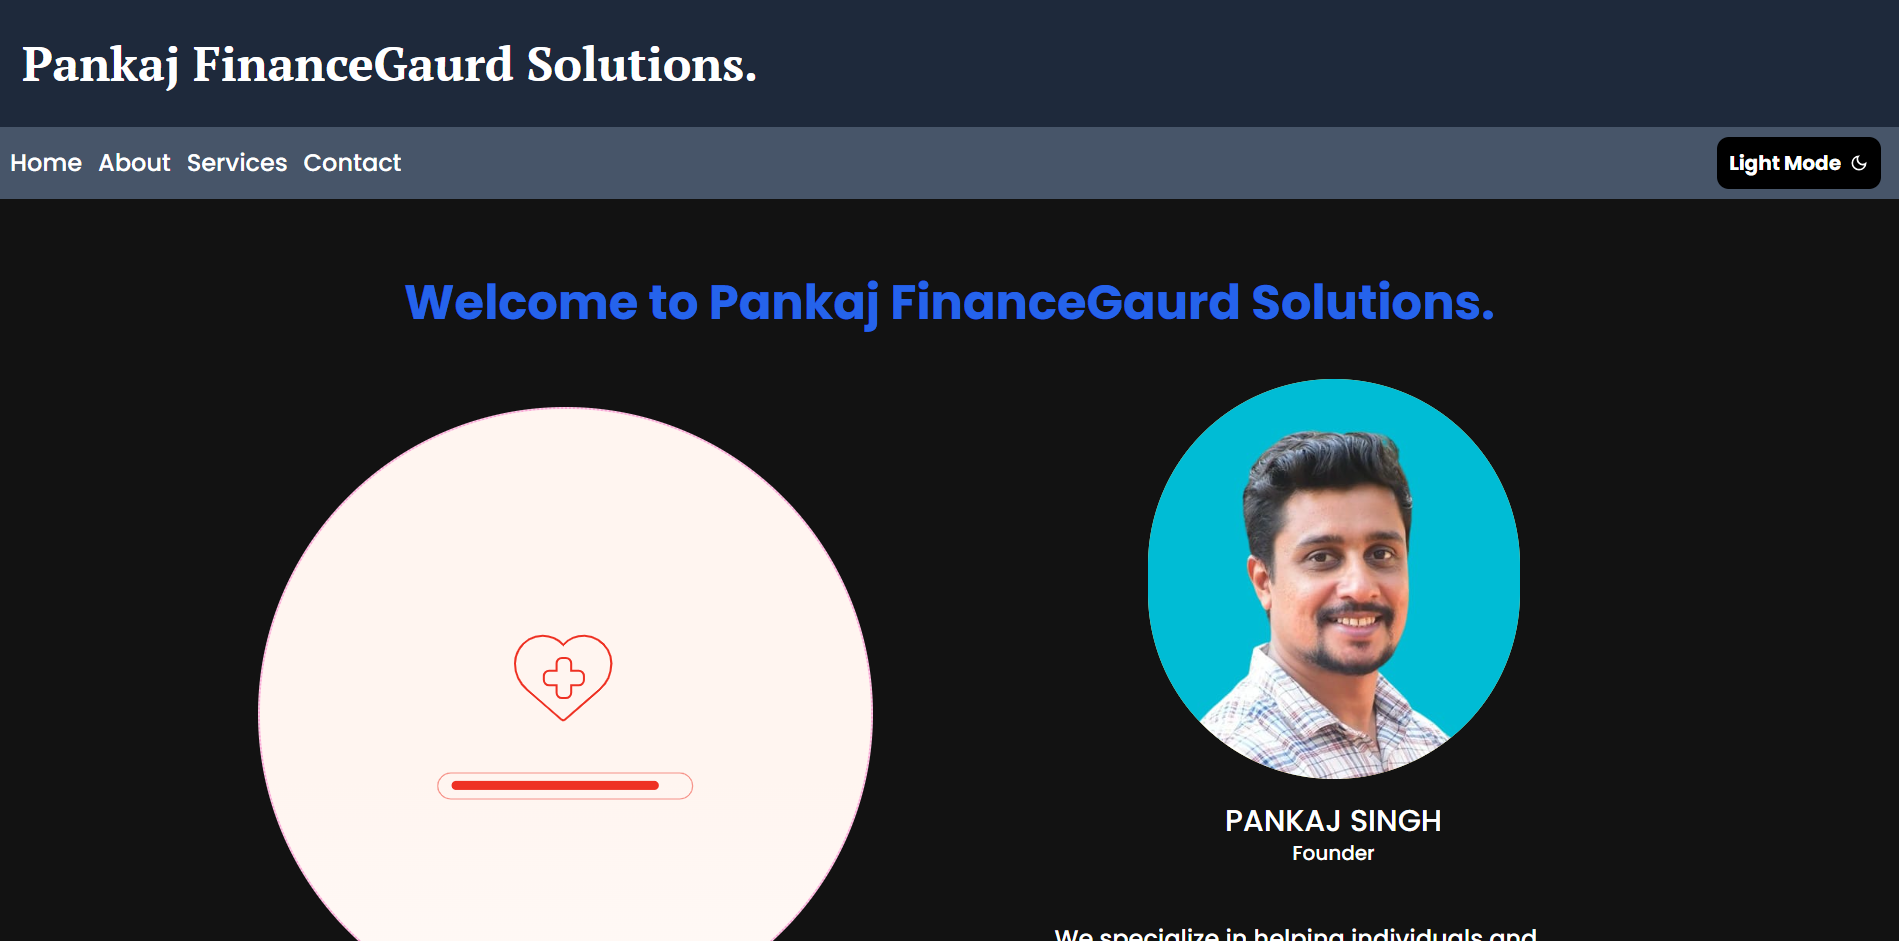 Pankaj FinanceGaurd Solutions.
Home About Services Contact
Light Mode
Welcome to Pankaj FinanceGaurd Solutions.
PANKAJ SINGH
Founder
We specialize in helping individuals and